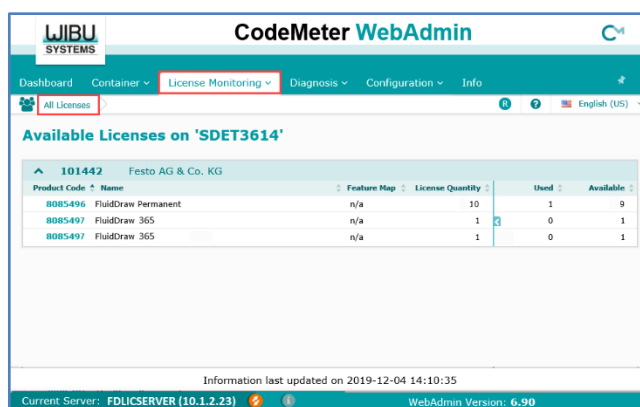 WIBU
SYSTEMS
CodeMeter WebAdmin
Dashboard Container License Monitoring Diagnosis Configuration Info
All Licenses R ? English (US)
Available Licenses on 'SDET3614'
101442 Festo AG & Co. KG
Product Code Name Feature Map License Quantity Used Available
8085496 FluidDraw Permanent n/a 10 1 9
8085497 FluidDraw 365 n/a 1 0 1
8085497 FluidDraw 365 n/a 1 0 1
Information last updated on 2019-12-04 14:10:35
Current Server: FDLICSERVER (10.1.2.23) WebAdmin Version: 6.90